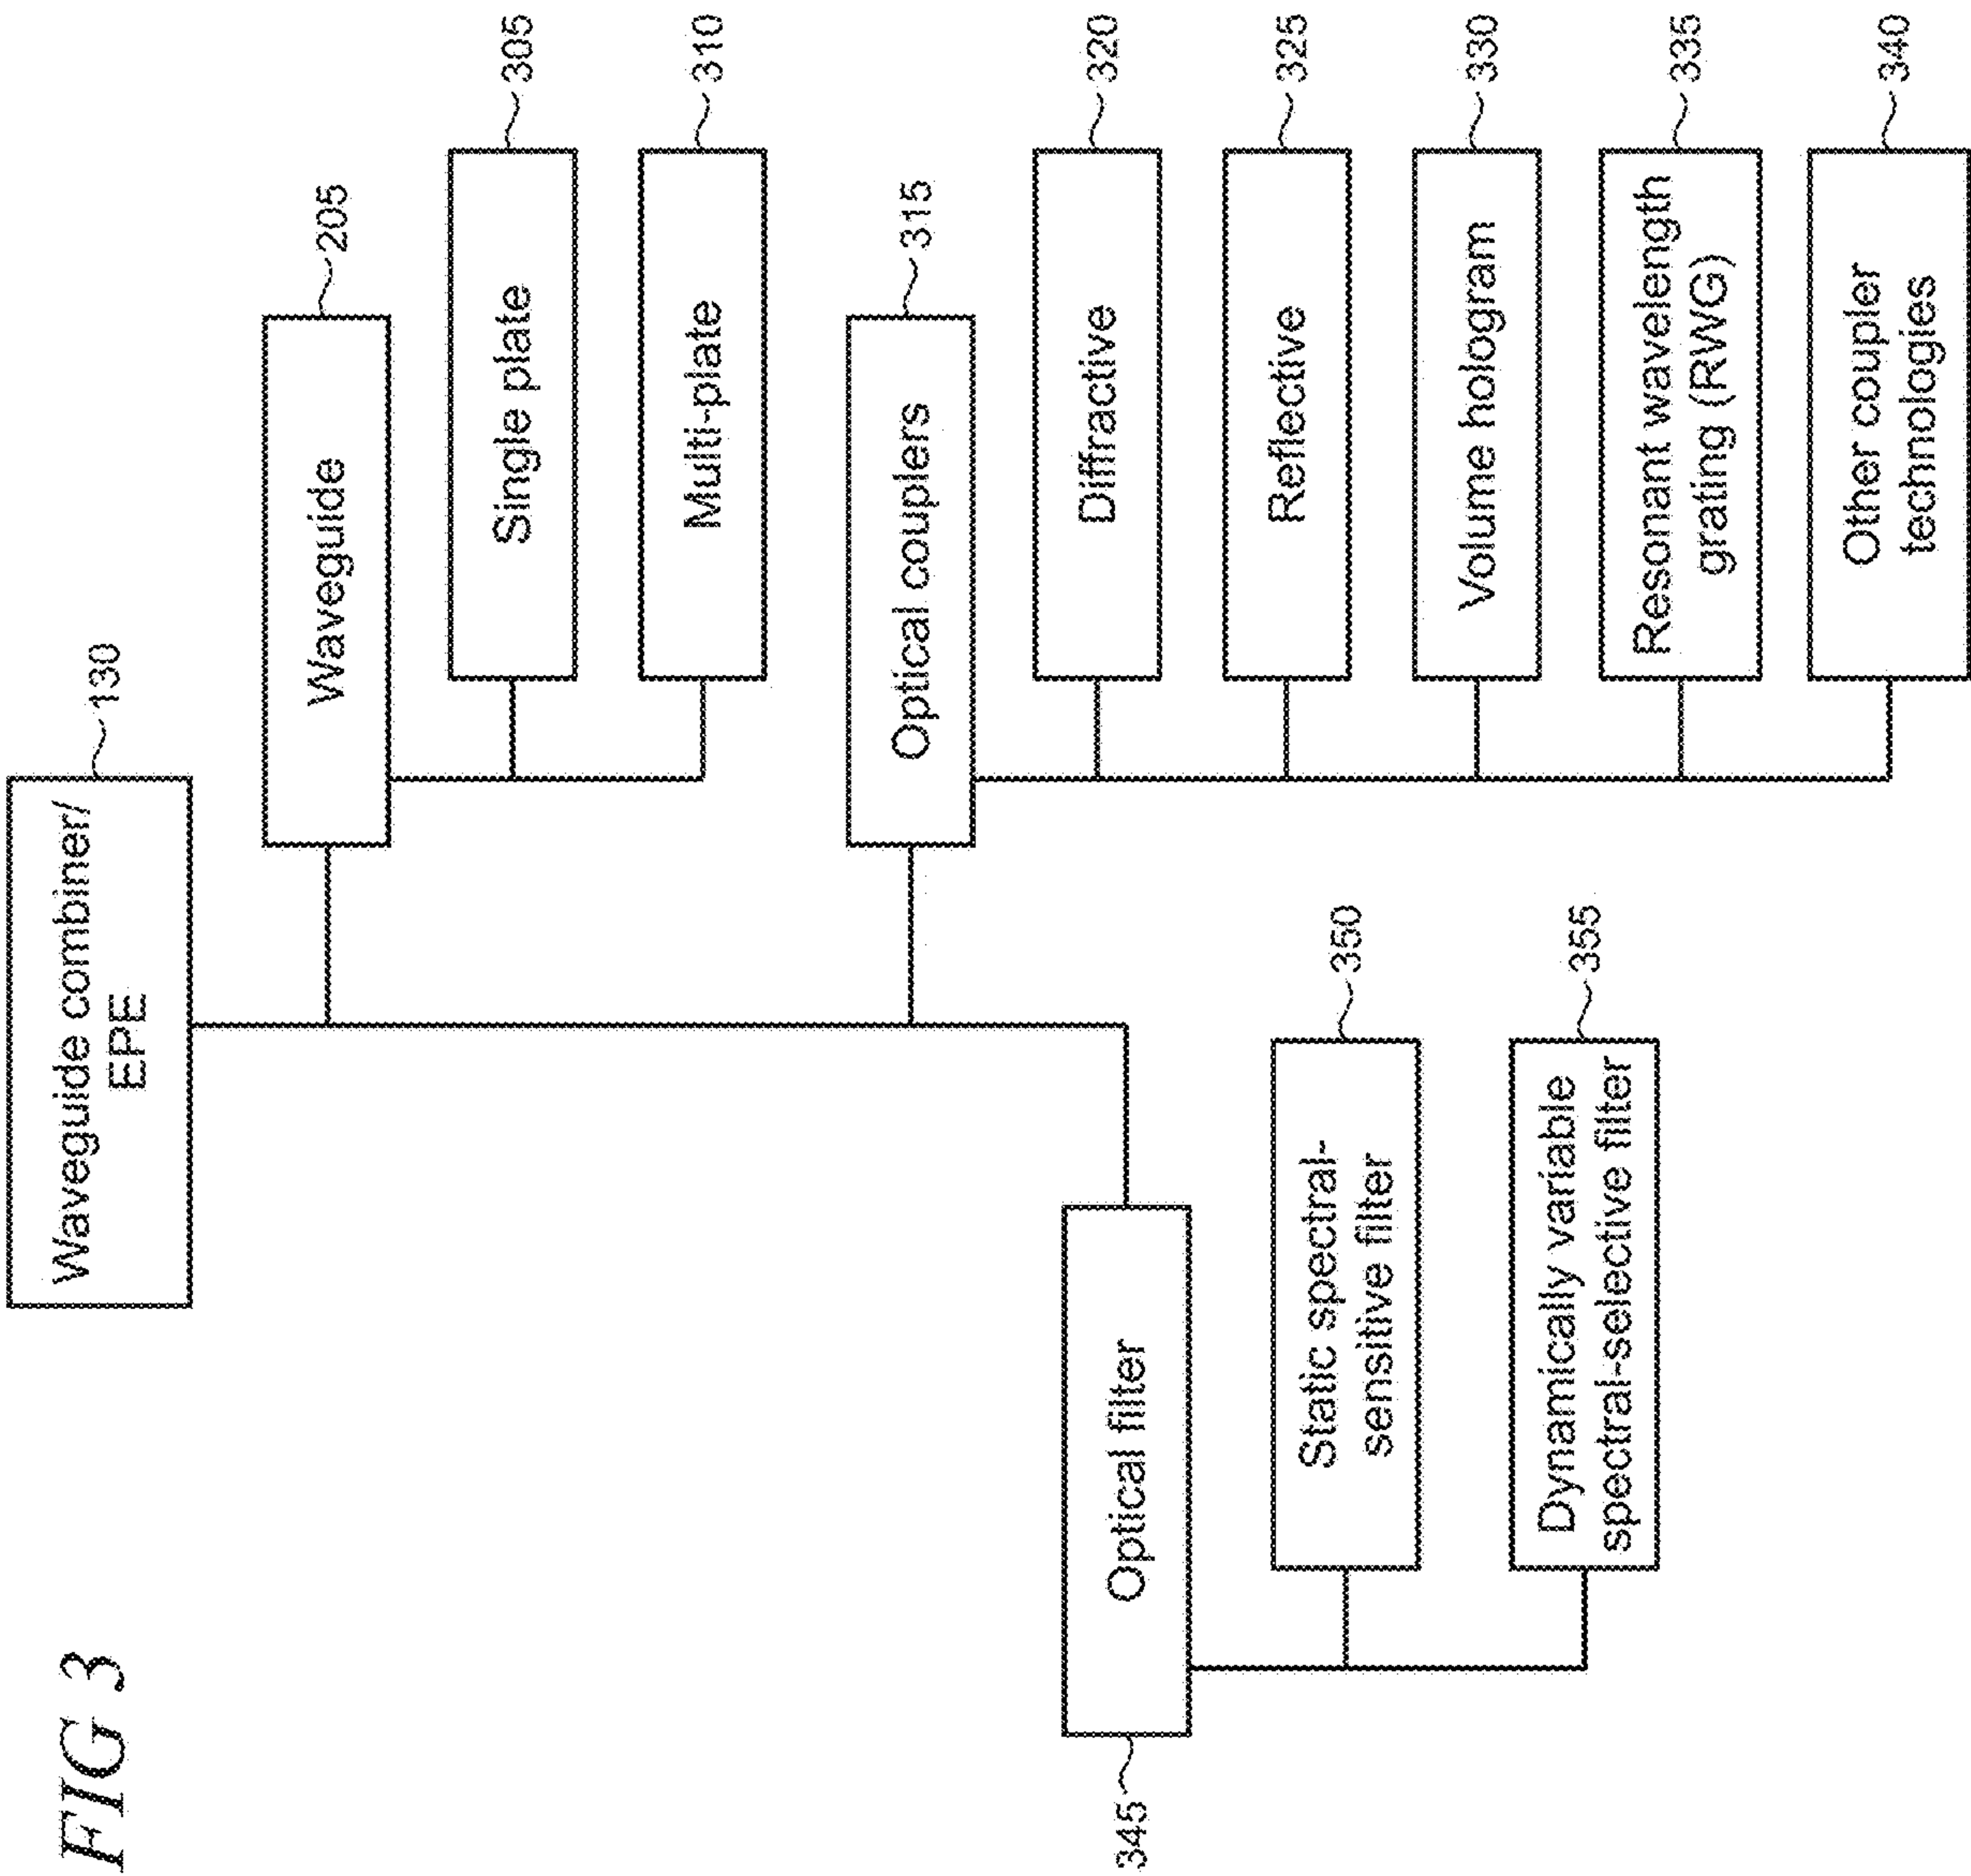 FIG 3
Waveguide combiner/
EPE
130
Waveguide
205
Single plate
305
Multi-plate
310
Optical couplers
315
Diffractive
320
Reflective
325
Volume hologram
330
Resonant wavelength
grating (RWG)
335
Other coupler
technologies
340
345
Optical filter
Static spectral-
sensitive filter
350
Dynamically variable
spectral-selective filter
355